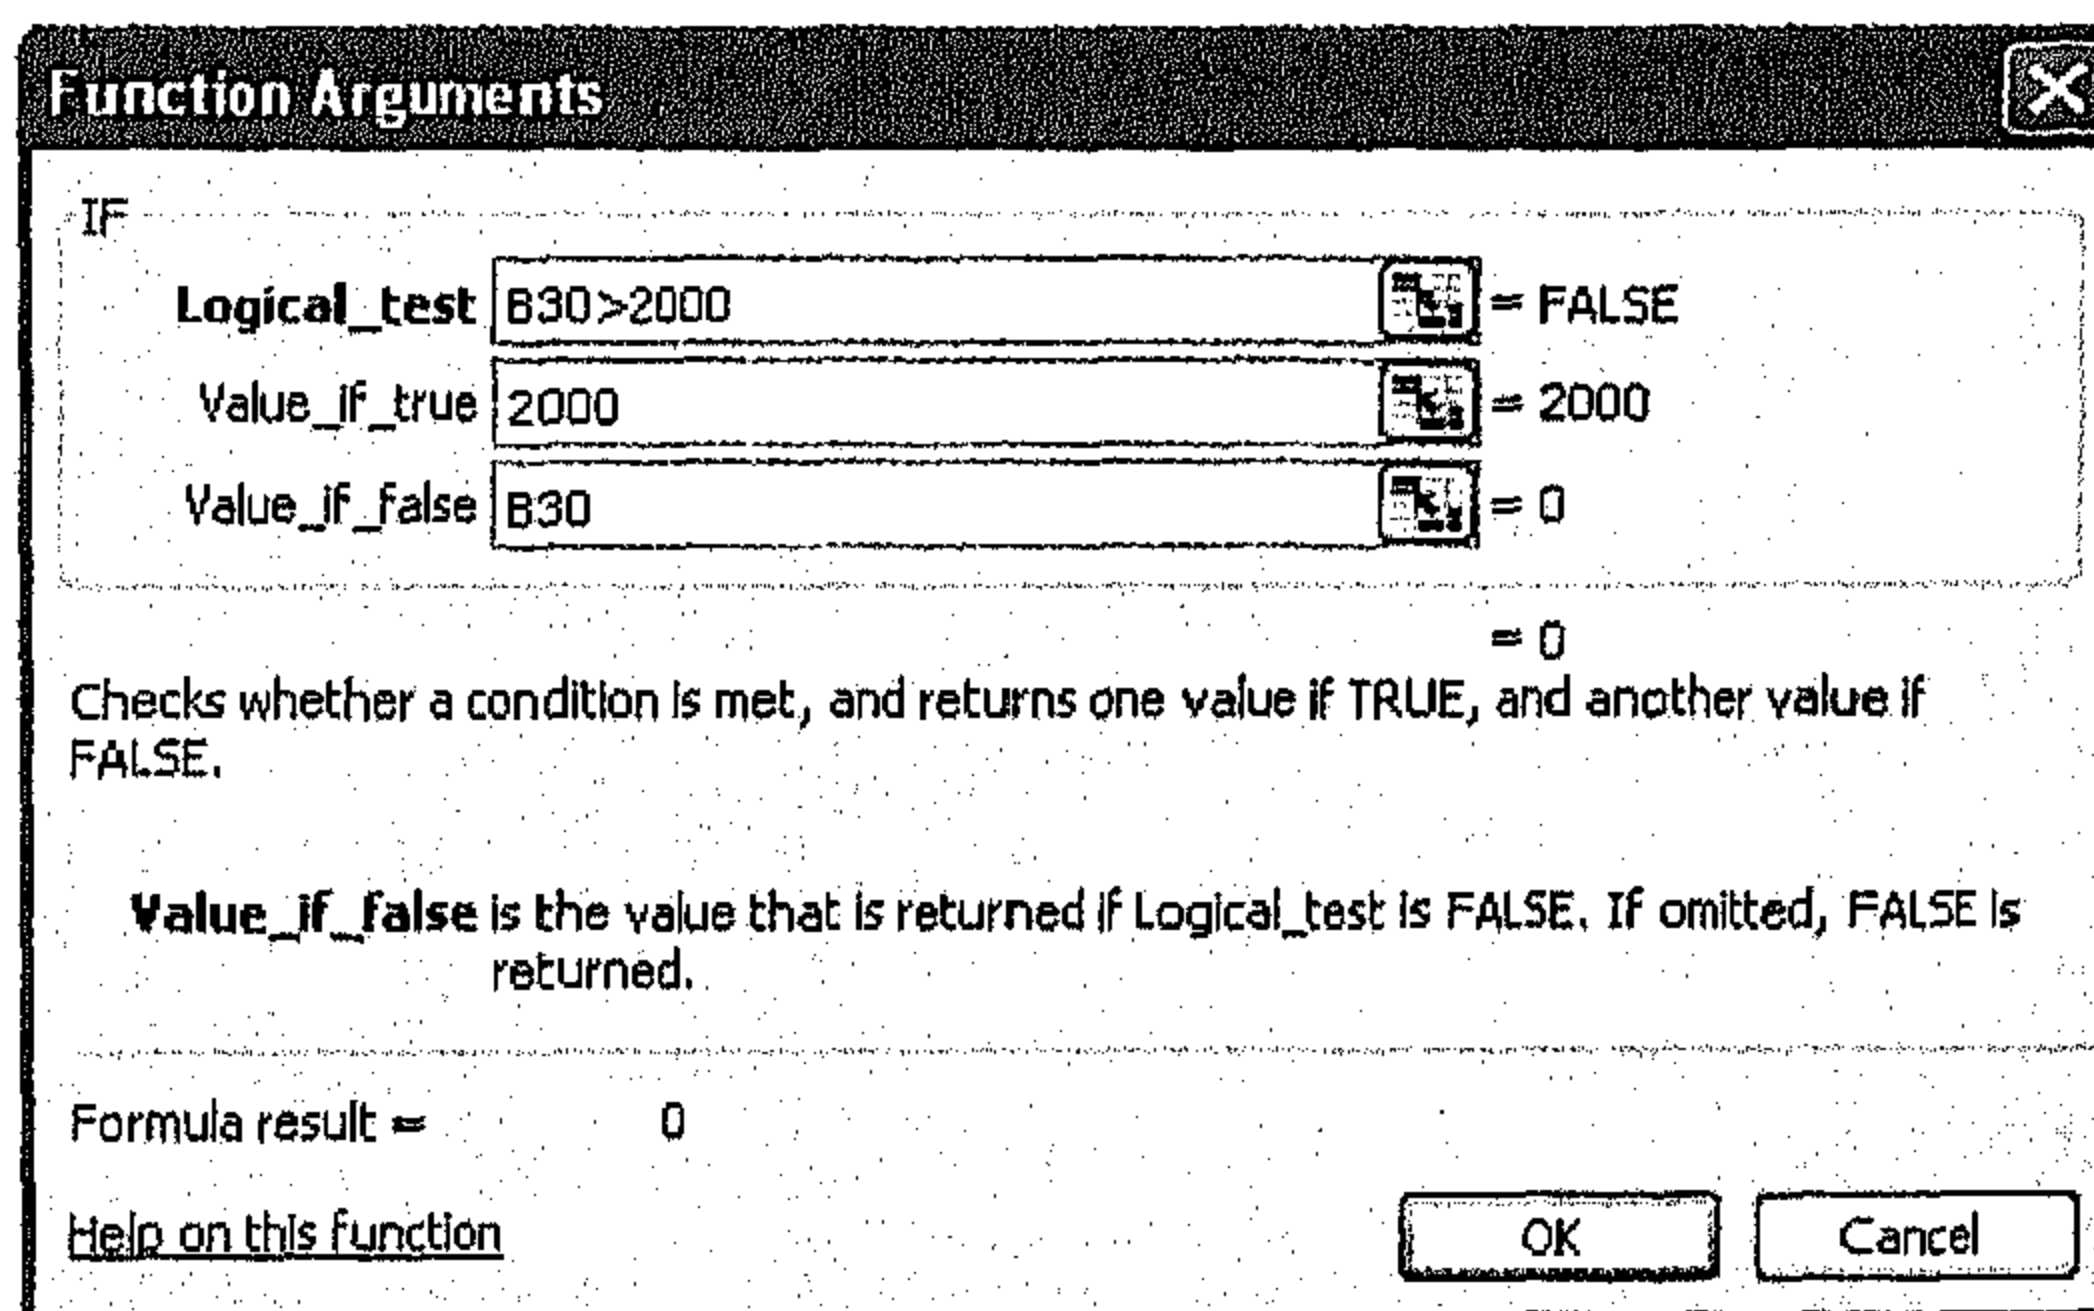 Function Arguments
IF
Logical_test B30>2000 = FALSE
Value_if_true 2000 = 2000
Value_if_false B30 = 0
= 0
Checks whether a condition is met, and returns one value if TRUE, and another value if
FALSE.
Value_if_false is the value that is returned if Logical_test is FALSE. If omitted, FALSE is
returned.
Formula result = 0
Help on this function
OK Cancel